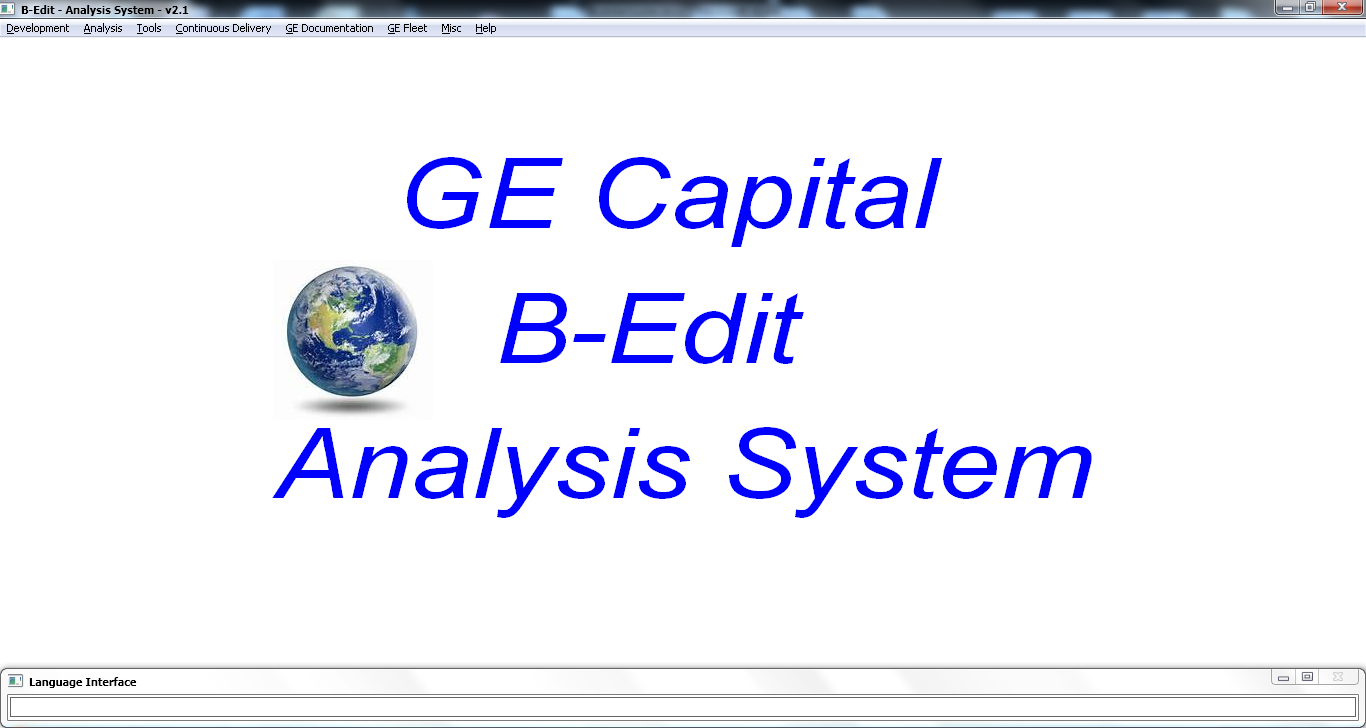 B-Edit - Analysis System - v2.1
Development Analysis Tools Continuous Delivery GE Documentation GE Fleet Misc Help
GE Capital
B-Edit
Analysis System
Language Interface